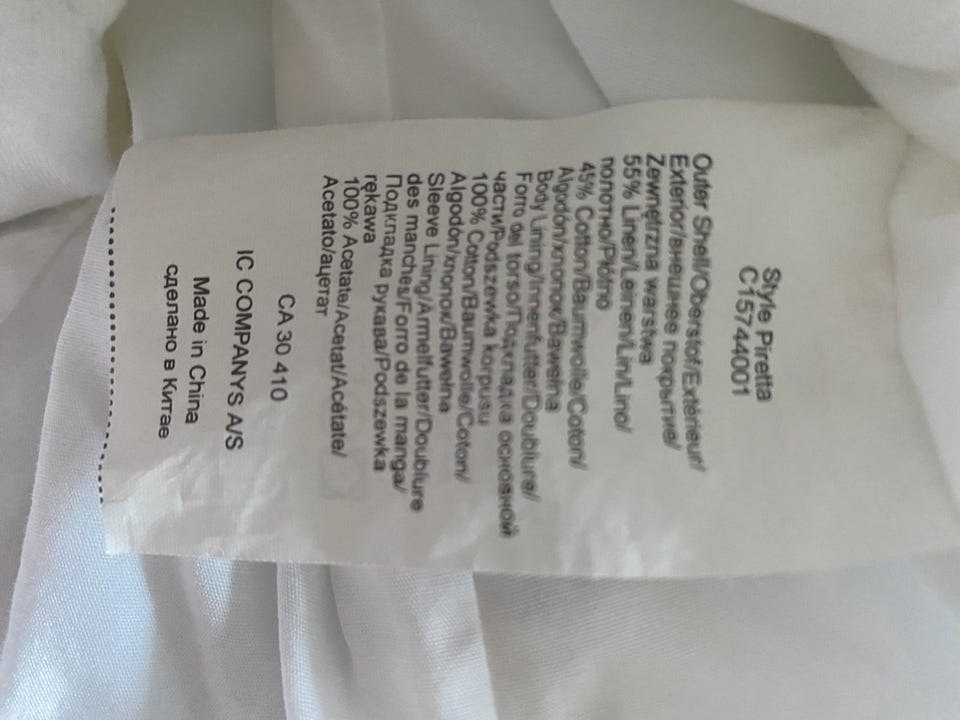 Style Piretta
C15744001
Outer Shell/Oberstof/Extérieur/
Exterior/внешнее покрытие/
Zewnętrzna warstwa
55% Linen/Leinen/Lin/Lino/
полотно/Płótno
45% Cotton/Baumwolle/Coton/
Algodón/хлопок/Bawełna
Body Lining/Innenfutter/Doublure/
Forro del torso/Подкладка основной
части/Podszewka korpusu
100% Cotton/Baumwolle/Coton/
Algodón/хлопок/Bawełna
Sleeve Lining/Armelfutter/Doublure
des manches/Forro de la manga/
Подкладка рукава/Podszewka
rękawa
100% Acetate/Acetat/Acétate/
Acetato/ацетат
CA 30 410
IC COMPANYS A/S
Made in China
сделано в Китае